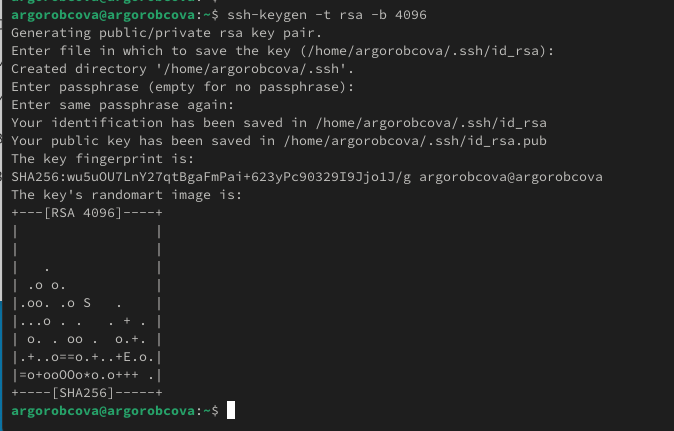 argorobcova@argorobcova:~$ ssh-keygen -t rsa -b 4096
Generating public/private rsa key pair.
Enter file in which to save the key (/home/argorobcova/.ssh/id_rsa):
Created directory '/home/argorobcova/.ssh'.
Enter passphrase (empty for no passphrase):
Enter same passphrase again:
Your identification has been saved in /home/argorobcova/.ssh/id_rsa
Your public key has been saved in /home/argorobcova/.ssh/id_rsa.pub
The key fingerprint is:
SHA256:wu5uOU7LnY27qtBgaFmPai+623yPc90329I9Jjo1J/g argorobcova@argorobcova
The key's randomart image is:
+---[RSA 4096]----+
|                 |
|                 |
|   .             |
| .o o.           |
|.oo. .o S   .    |
|...o . .   . + . |
| o. . oo .  o.+. |
|.+..o==o.+..+E.o.|
|=o+ooOOo*o.o+++ .|
+----[SHA256]-----+
argorobcova@argorobcova:~$